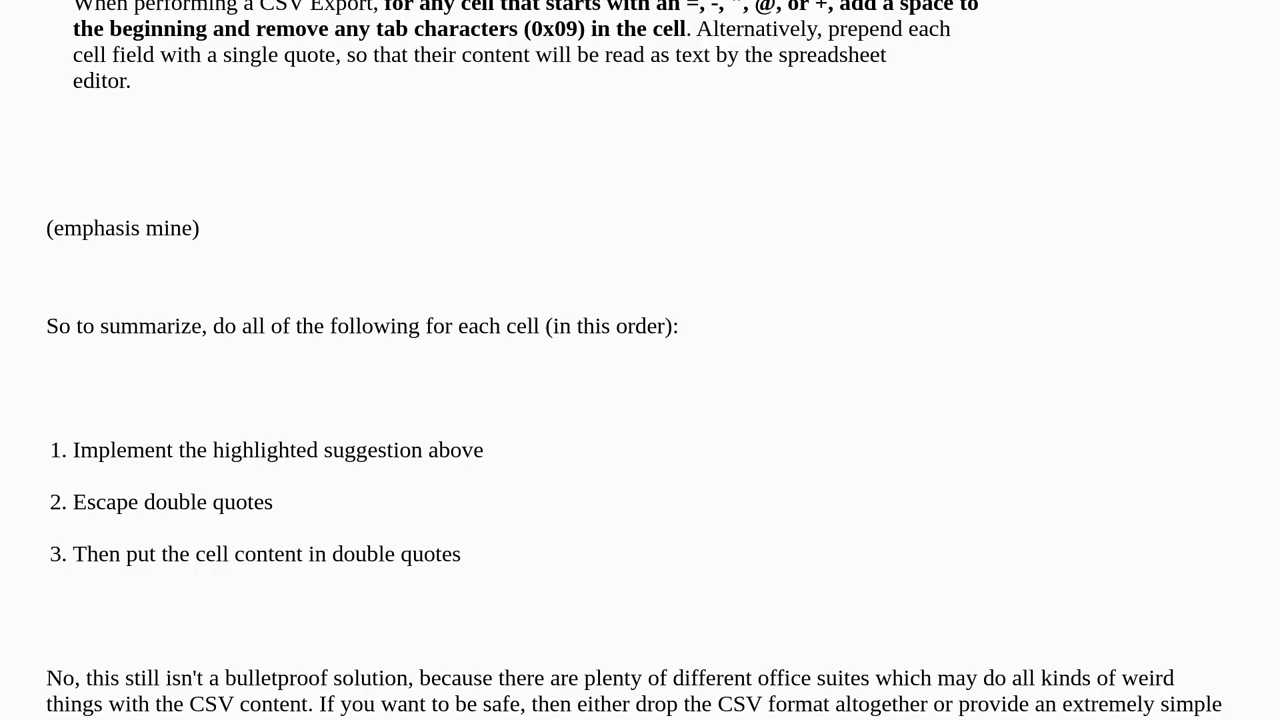 When performing a CSV Export, for any cell that starts with an =, -, ", @, or +, add a space to
the beginning and remove any tab characters (0x09) in the cell. Alternatively, prepend each
cell field with a single quote, so that their content will be read as text by the spreadsheet
editor.
(emphasis mine)
So to summarize, do all of the following for each cell (in this order):
1. Implement the highlighted suggestion above
2. Escape double quotes
3. Then put the cell content in double quotes
No, this still isn't a bulletproof solution, because there are plenty of different office suites which may do all kinds of weird
things with the CSV content. If you want to be safe, then either drop the CSV format altogether or provide an extremely simple